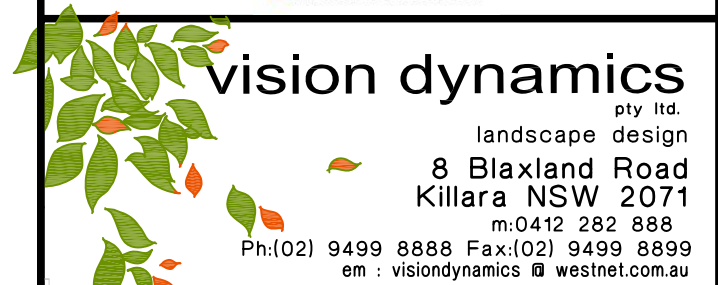 vision dynamics
pty ltd.
landscape design
8 Blaxland Road
Killara NSW 2071
m:0412 282 888
Ph:(02) 9499 8888 Fax:(02) 9499 8899
em : visiondynamics @ westnet.com.au